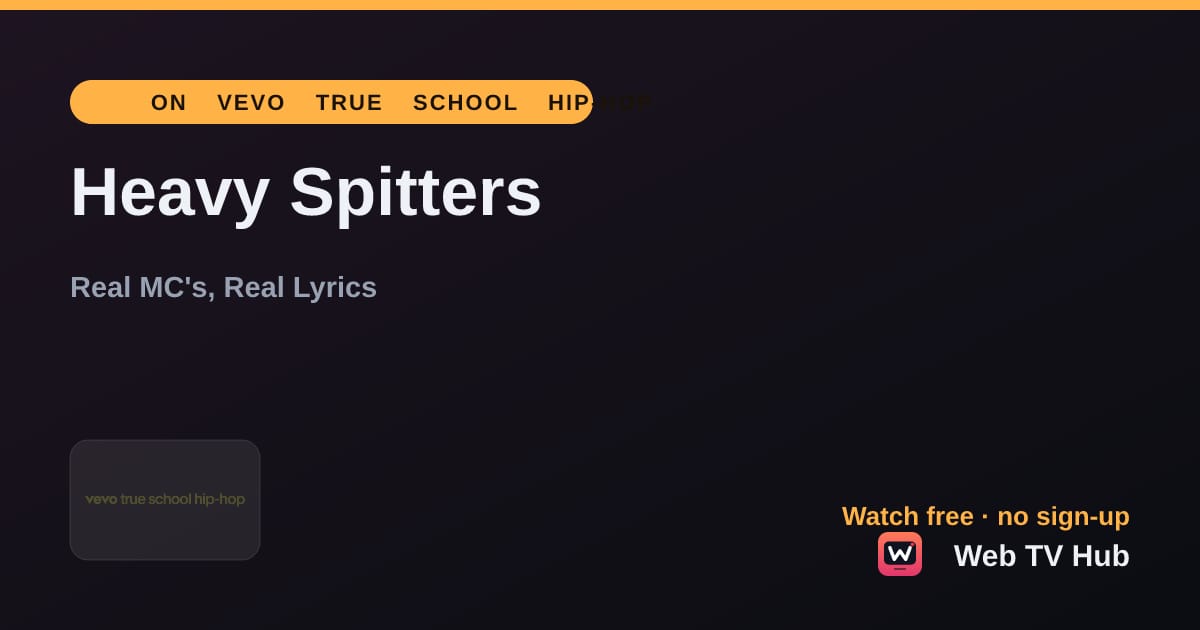 ON VEVO TRUE SCHOOL HIP-HOP
Heavy Spitters
Real MC's, Real Lyrics
vevo true school hip-hop
Watch free · no sign-up
W
Web TV Hub